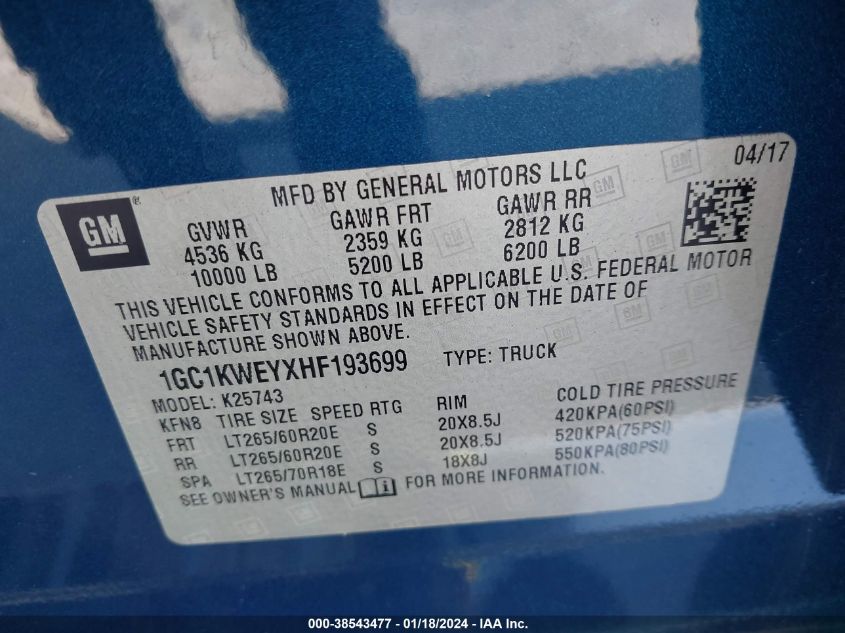 04/17
MFD BY GENERAL MOTORS LLC
GM®
GVWR GAWR FRT GAWR RR
4536 KG 2359 KG 2812 KG
10000 LB 5200 LB 6200 LB
THIS VEHICLE CONFORMS TO ALL APPLICABLE U.S. FEDERAL MOTOR
VEHICLE SAFETY STANDARDS IN EFFECT ON THE DATE OF
MANUFACTURE SHOWN ABOVE.
1GC1KWEYXHF193699 TYPE: TRUCK
MODEL: K25743
KFN8 TIRE SIZE SPEED RTG RIM COLD TIRE PRESSURE
FRT LT265/60R20E S 20X8.5J 420KPA(60PSI)
RR LT265/60R20E S 20X8.5J 520KPA(75PSI)
SPA LT265/70R18E S 18X8J 550KPA(80PSI)
SEE OWNER'S MANUAL FOR MORE INFORMATION.
000-38543477 - 01/18/2024 - IAA Inc.